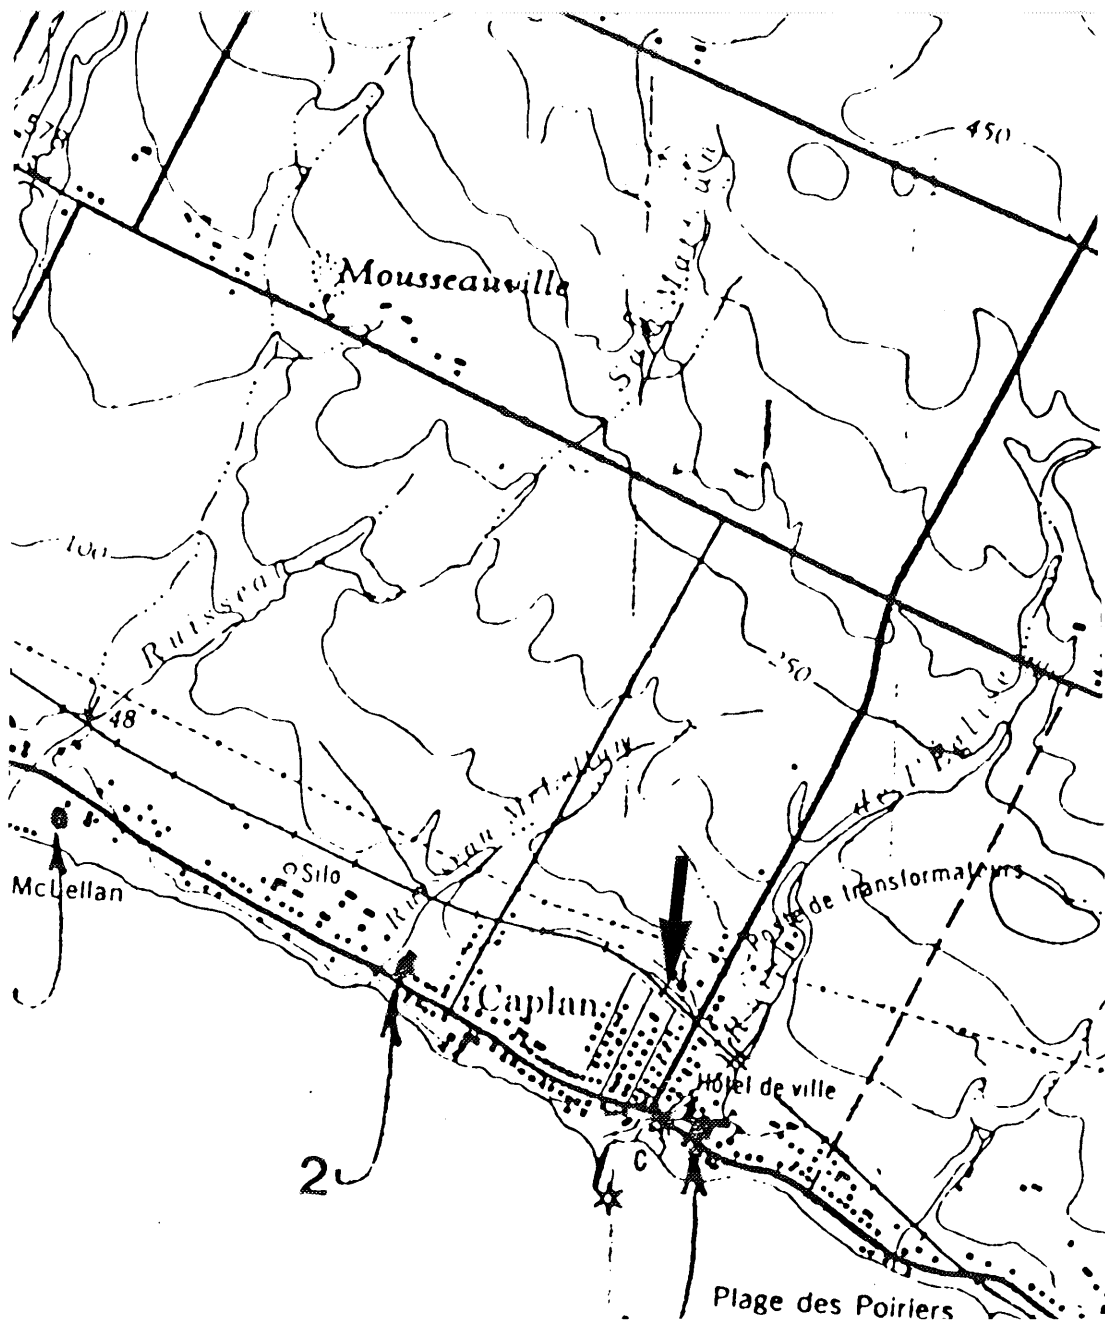 450
579
Mousseauville
100
Ruisseau
250
48
Silo
McLellan
Poste de transformateurs
Caplan
Hôtel de ville
2
C
Plage des Poiriers